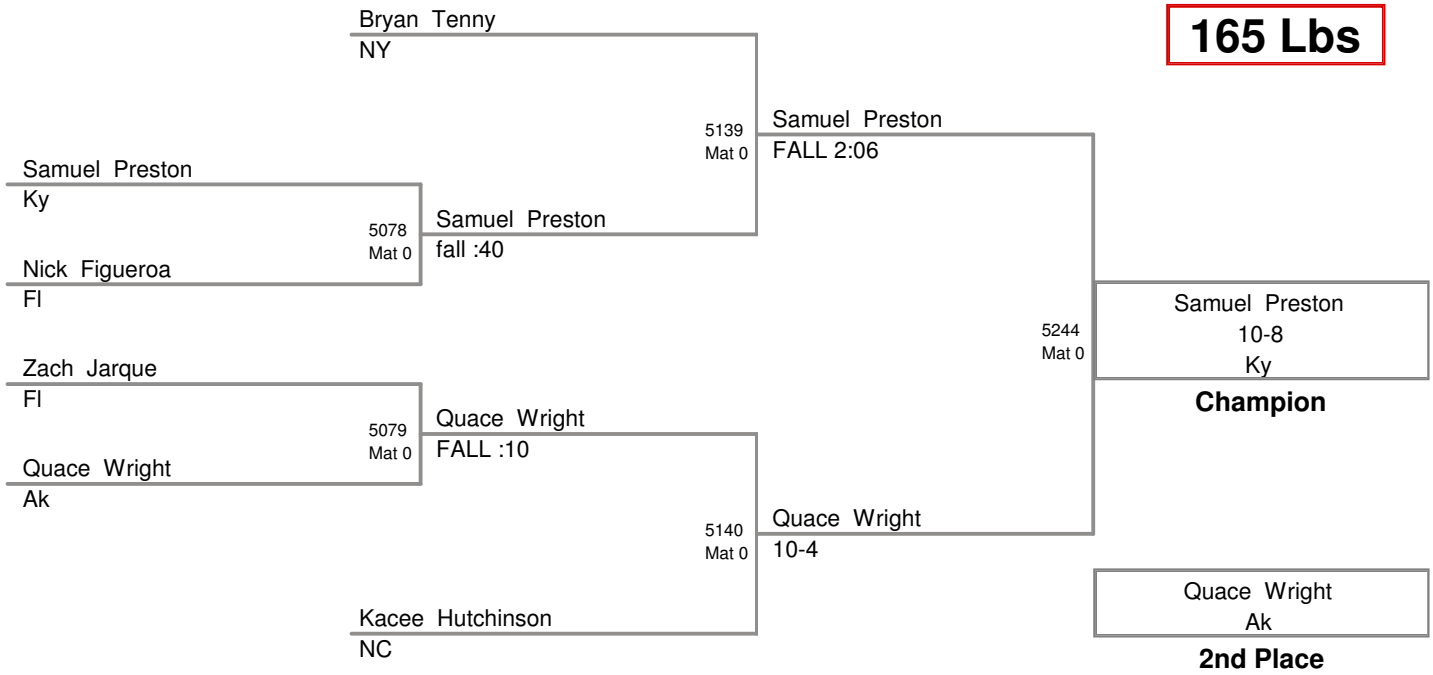 Bryan Tenny
NY
165 Lbs
5139
Mat 0
Samuel Preston
FALL 2:06
Samuel Preston
Ky
5078
Mat 0
Samuel Preston
fall :40
Nick Figueroa
Fl
5244
Mat 0
Samuel Preston
10-8
Ky
Champion
Zach Jarque
Fl
5079
Mat 0
Quace Wright
FALL :10
Quace Wright
Ak
5140
Mat 0
Quace Wright
10-4
Kacee Hutchinson
NC
Quace Wright
Ak
2nd Place